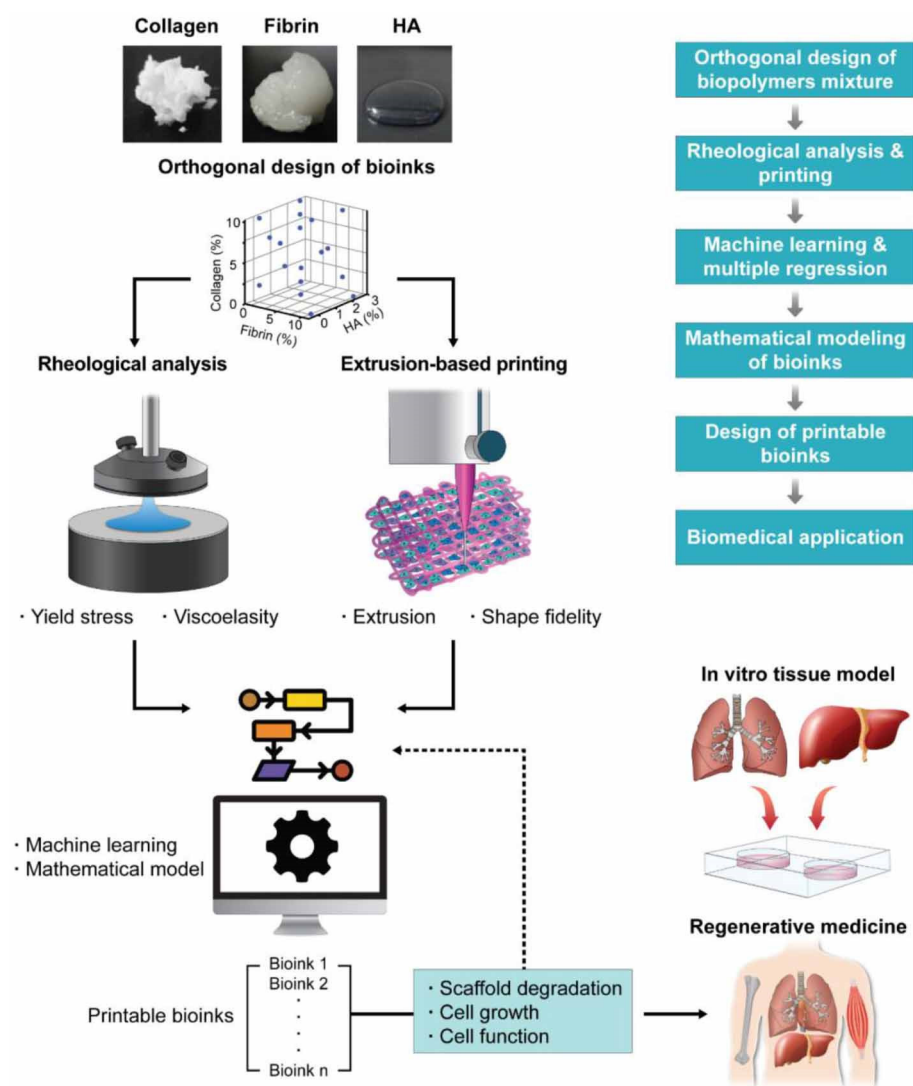 Collagen
Fibrin
HA
Orthogonal design of bioinks
10
5
0
Collagen (%)
0
5
10
Fibrin (%)
0
1
2
3
HA (%)
Rheological analysis
Extrusion-based printing
· Yield stress · Viscoelasity
· Extrusion · Shape fidelity
· Machine learning
· Mathematical model
Printable bioinks
Bioink 1
Bioink 2
.
.
.
.
Bioink n
· Scaffold degradation
· Cell growth
· Cell function
Orthogonal design of
biopolymers mixture
Rheological analysis &
printing
Machine learning &
multiple regression
Mathematical modeling
of bioinks
Design of printable
bioinks
Biomedical application
In vitro tissue model
Regenerative medicine